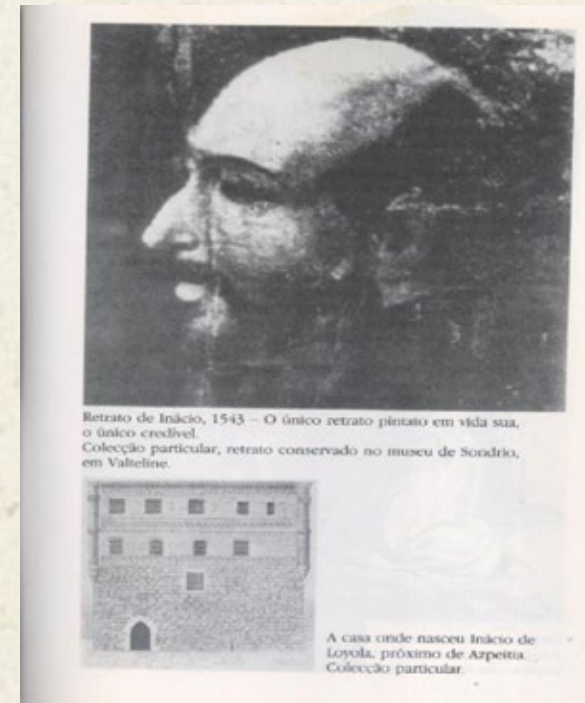 Retrato de Inácio, 1543 – O único retrato pintato em vida sua,
o único credível.
Colecção particular, retrato conservado no museu de Sondrio,
em Valteline.
A casa onde nasceu Inácio de
Loyola, próximo de Azpeitia.
Colecção particular.